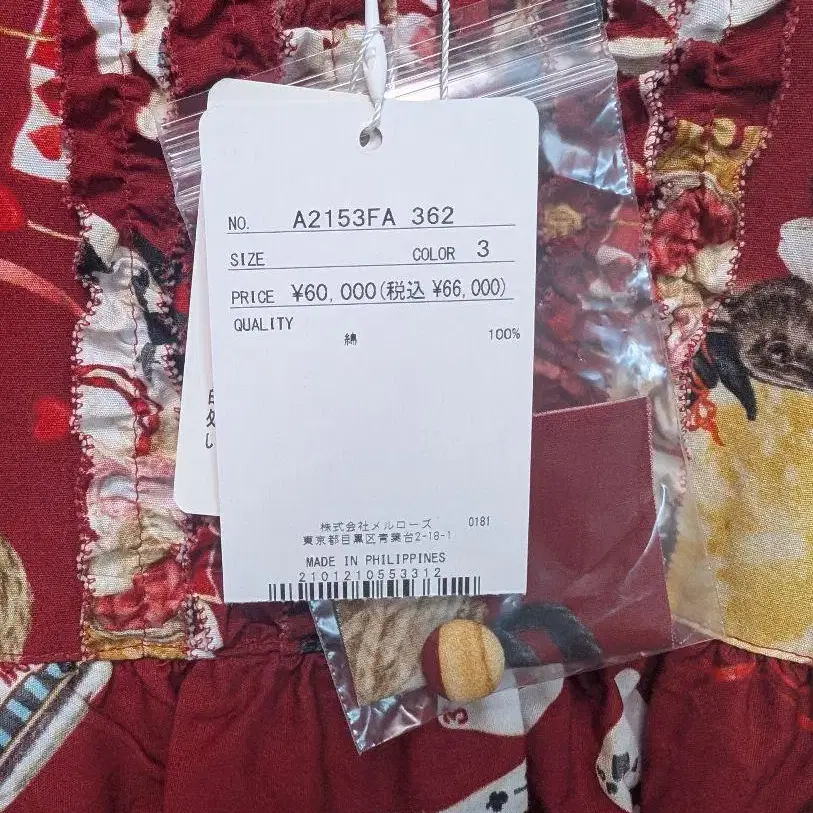 NO. A2153FA 362
SIZE COLOR 3
PRICE ¥60,000(税込 ¥66,000)
QUALITY
綿 100%
株式会社メルローズ 0181
東京都目黒区青葉台2-18-1
MADE IN PHILIPPINES
2101210553312